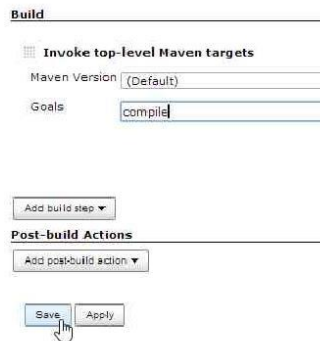 Build
Invoke top-level Maven targets
Maven Version (Default)
Goals compile
Add build step ▼
Post-build Actions
Add post-build action ▼
Save Apply